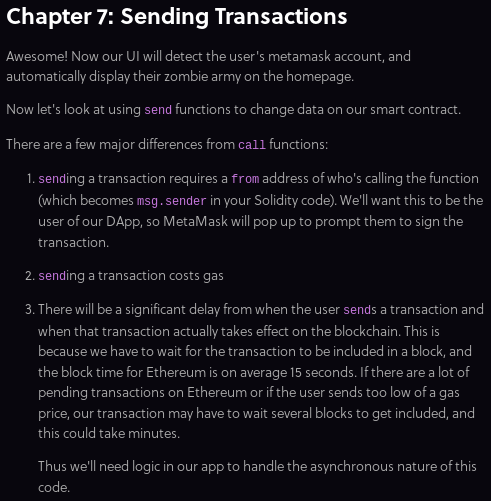 Chapter 7: Sending Transactions
Awesome! Now our UI will detect the user's metamask account, and
automatically display their zombie army on the homepage.
Now let's look at using send functions to change data on our smart contract.
There are a few major differences from call functions:
1. sending a transaction requires a from address of who's calling the function
(which becomes msg.sender in your Solidity code). We'll want this to be the
user of our DApp, so MetaMask will pop up to prompt them to sign the
transaction.
2. sending a transaction costs gas
3. There will be a significant delay from when the user sends a transaction and
when that transaction actually takes effect on the blockchain. This is
because we have to wait for the transaction to be included in a block, and
the block time for Ethereum is on average 15 seconds. If there are a lot of
pending transactions on Ethereum or if the user sends too low of a gas
price, our transaction may have to wait several blocks to get included, and
this could take minutes.
Thus we'll need logic in our app to handle the asynchronous nature of this
code.